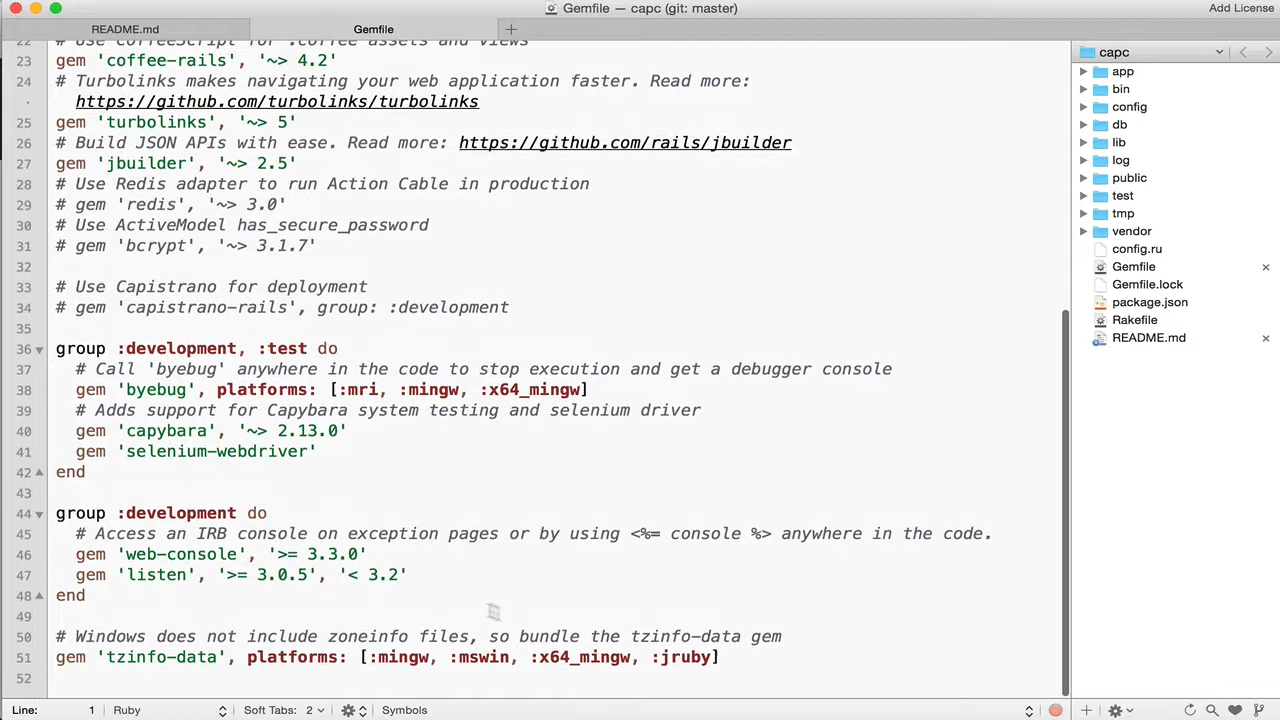 Gemfile — capc (git: master)
Add License
README.md
Gemfile
22 # Use CoffeeScript for .coffee assets and views
23 gem 'coffee-rails', '~> 4.2'
24 # Turbolinks makes navigating your web application faster. Read more:
· https://github.com/turbolinks/turbolinks
25 gem 'turbolinks', '~> 5'
26 # Build JSON APIs with ease. Read more: https://github.com/rails/jbuilder
27 gem 'jbuilder', '~> 2.5'
28 # Use Redis adapter to run Action Cable in production
29 # gem 'redis', '~> 3.0'
30 # Use ActiveModel has_secure_password
31 # gem 'bcrypt', '~> 3.1.7'
32
33 # Use Capistrano for deployment
34 # gem 'capistrano-rails', group: :development
35
36 group :development, :test do
37 # Call 'byebug' anywhere in the code to stop execution and get a debugger console
38 gem 'byebug', platforms: [:mri, :mingw, :x64_mingw]
39 # Adds support for Capybara system testing and selenium driver
40 gem 'capybara', '~> 2.13.0'
41 gem 'selenium-webdriver'
42 end
43
44 group :development do
45 # Access an IRB console on exception pages or by using <%= console %> anywhere in the code.
46 gem 'web-console', '>= 3.3.0'
47 gem 'listen', '>= 3.0.5', '< 3.2'
48 end
49
50 # Windows does not include zoneinfo files, so bundle the tzinfo-data gem
51 gem 'tzinfo-data', platforms: [:mingw, :mswin, :x64_mingw, :jruby]
52
capc
app
bin
config
db
lib
log
public
test
tmp
vendor
config.ru
Gemfile
Gemfile.lock
package.json
Rakefile
README.md
Line: 1 Ruby Soft Tabs: 2 Symbols